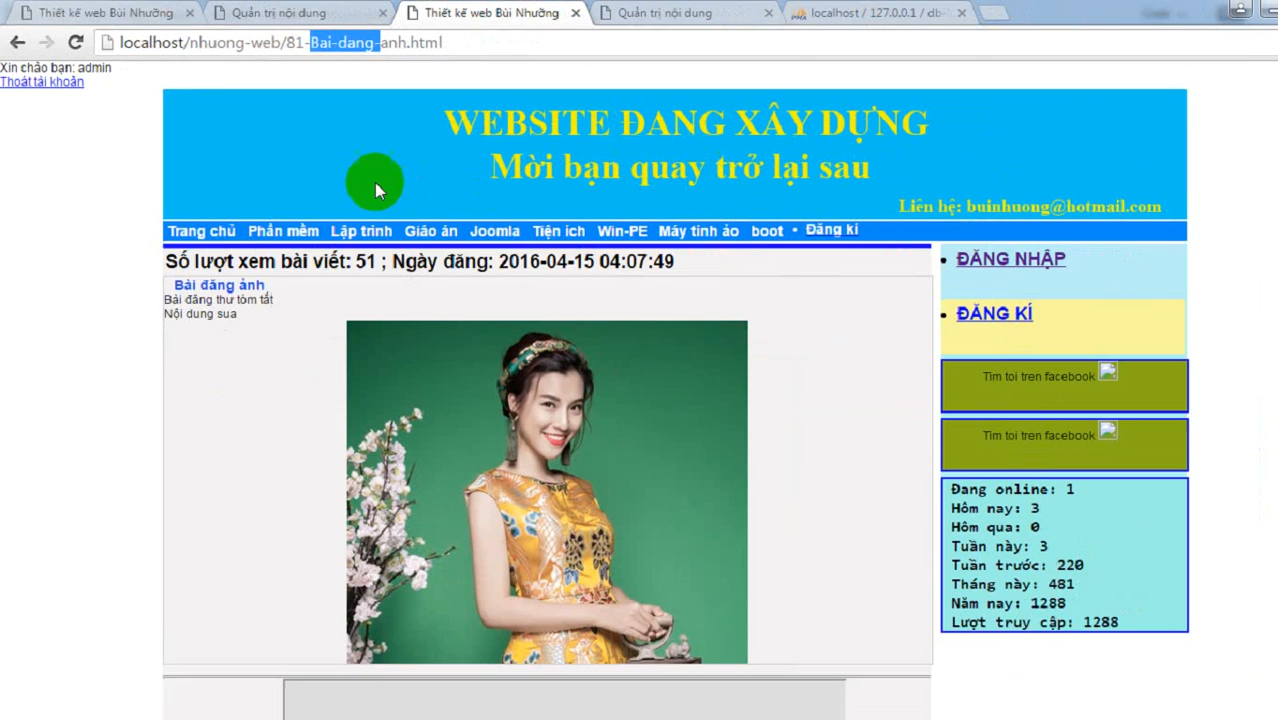 Thiết kế web Bùi Nhường
Quản trị nội dung
Thiết kế web Bùi Nhường
Quản trị nội dung
localhost / 127.0.0.1 / db-
localhost/nhuong-web/81-Bai-dang-anh.html
Xin chào bạn: admin
Thoát tài khoản
WEBSITE ĐANG XÂY DỰNG
Mời bạn quay trở lại sau
Liên hệ: buinhuong@hotmail.com
Trang chủ Phần mềm Lập trình Giáo án Joomla Tiện ích Win-PE Máy tính ảo boot • Đăng kí
Số lượt xem bài viết: 51 ; Ngày đăng: 2016-04-15 04:07:49
Bài đăng ảnh
Bài đăng thư tóm tắt
Nội dung sua
• ĐĂNG NHẬP
• ĐĂNG KÍ
Tim toi tren facebook
Tim toi tren facebook
Đang online: 1
Hôm nay: 3
Hôm qua: 0
Tuần này: 3
Tuần trước: 220
Tháng này: 481
Năm nay: 1288
Lượt truy cập: 1288